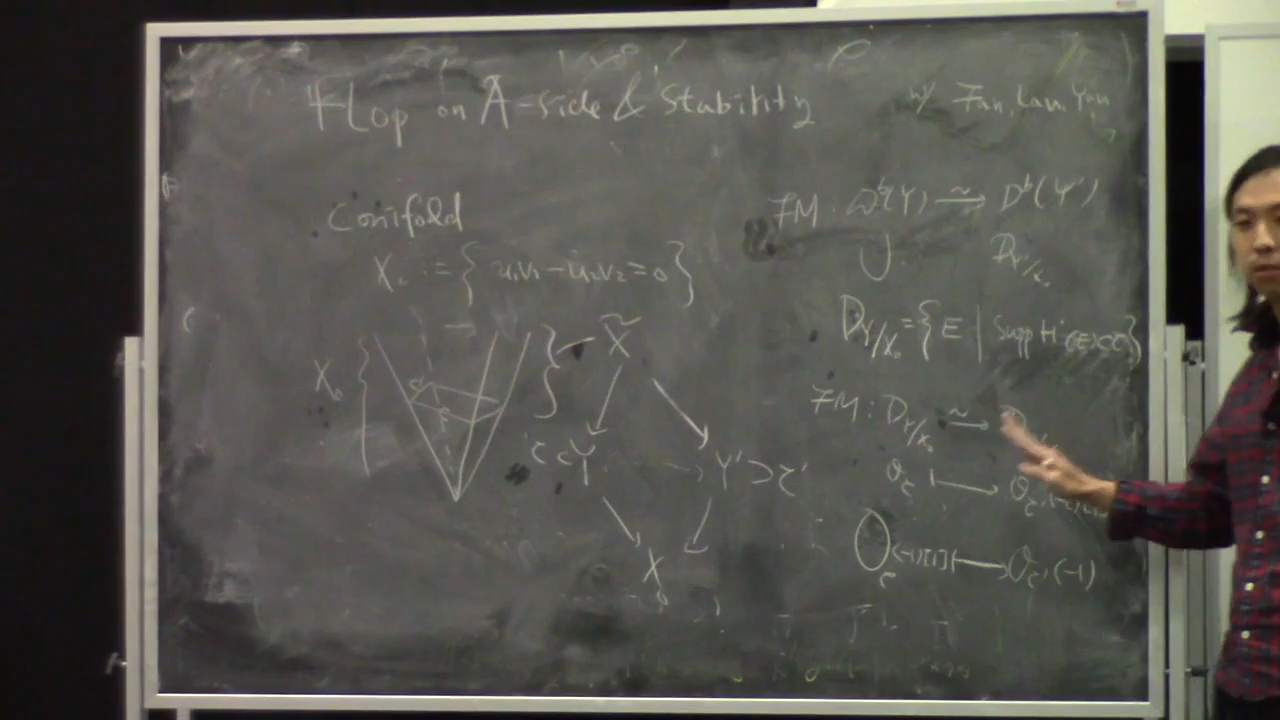 Flop on A-side & Stability
w/ Fan, Lau, Yau
Conifold
X₀ := { u₁v₁ - u₂v₂ = 0 }
X₀
X̃
C ⊂ Y
Y' ⊃ C'
X₀
FM : Dᵇ(Y) ⥲ Dᵇ(Y')
∪
D_{Y'/X₀}
D_{Y/X₀} = { E | Supp Hⁱ(E) ⊂ C }
FM : D_{Y/X₀} ⥲
O_C ↦ O_{C'}
O_C(-1)[1] ↦ O_{C'}(-1)